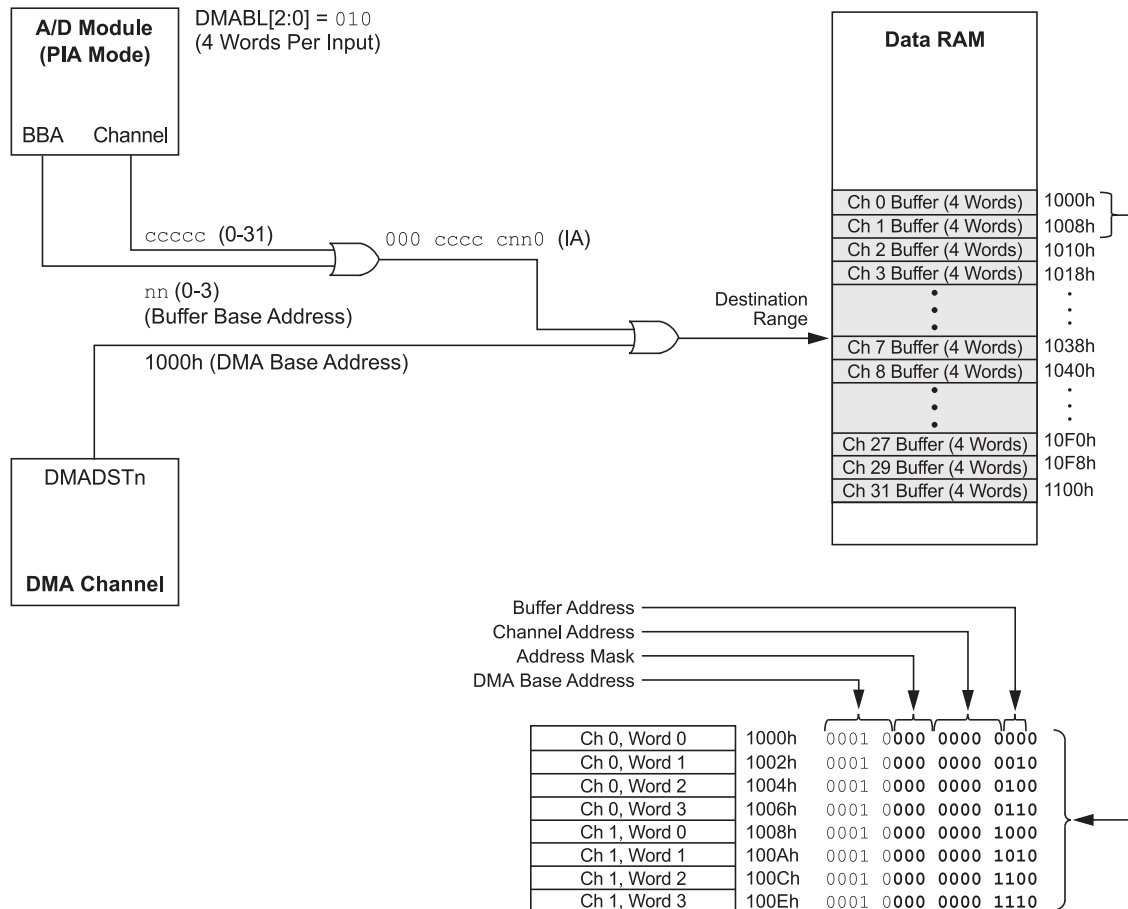 A/D Module
(PIA Mode)
BBA Channel
DMABL[2:0] = 010
(4 Words Per Input)
ccccc (0-31)
000 cccc cnn0 (IA)
nn (0-3)
(Buffer Base Address)
1000h (DMA Base Address)
DMADSTn
DMA Channel
Destination
Range
Data RAM
Ch 0 Buffer (4 Words) 1000h
Ch 1 Buffer (4 Words) 1008h
Ch 2 Buffer (4 Words) 1010h
Ch 3 Buffer (4 Words) 1018h
Ch 7 Buffer (4 Words) 1038h
Ch 8 Buffer (4 Words) 1040h
Ch 27 Buffer (4 Words) 10F0h
Ch 29 Buffer (4 Words) 10F8h
Ch 31 Buffer (4 Words) 1100h
Buffer Address
Channel Address
Address Mask
DMA Base Address
Ch 0, Word 0 1000h 0001 0000 0000 0000
Ch 0, Word 1 1002h 0001 0000 0000 0010
Ch 0, Word 2 1004h 0001 0000 0000 0100
Ch 0, Word 3 1006h 0001 0000 0000 0110
Ch 1, Word 0 1008h 0001 0000 0000 1000
Ch 1, Word 1 100Ah 0001 0000 0000 1010
Ch 1, Word 2 100Ch 0001 0000 0000 1100
Ch 1, Word 3 100Eh 0001 0000 0000 1110